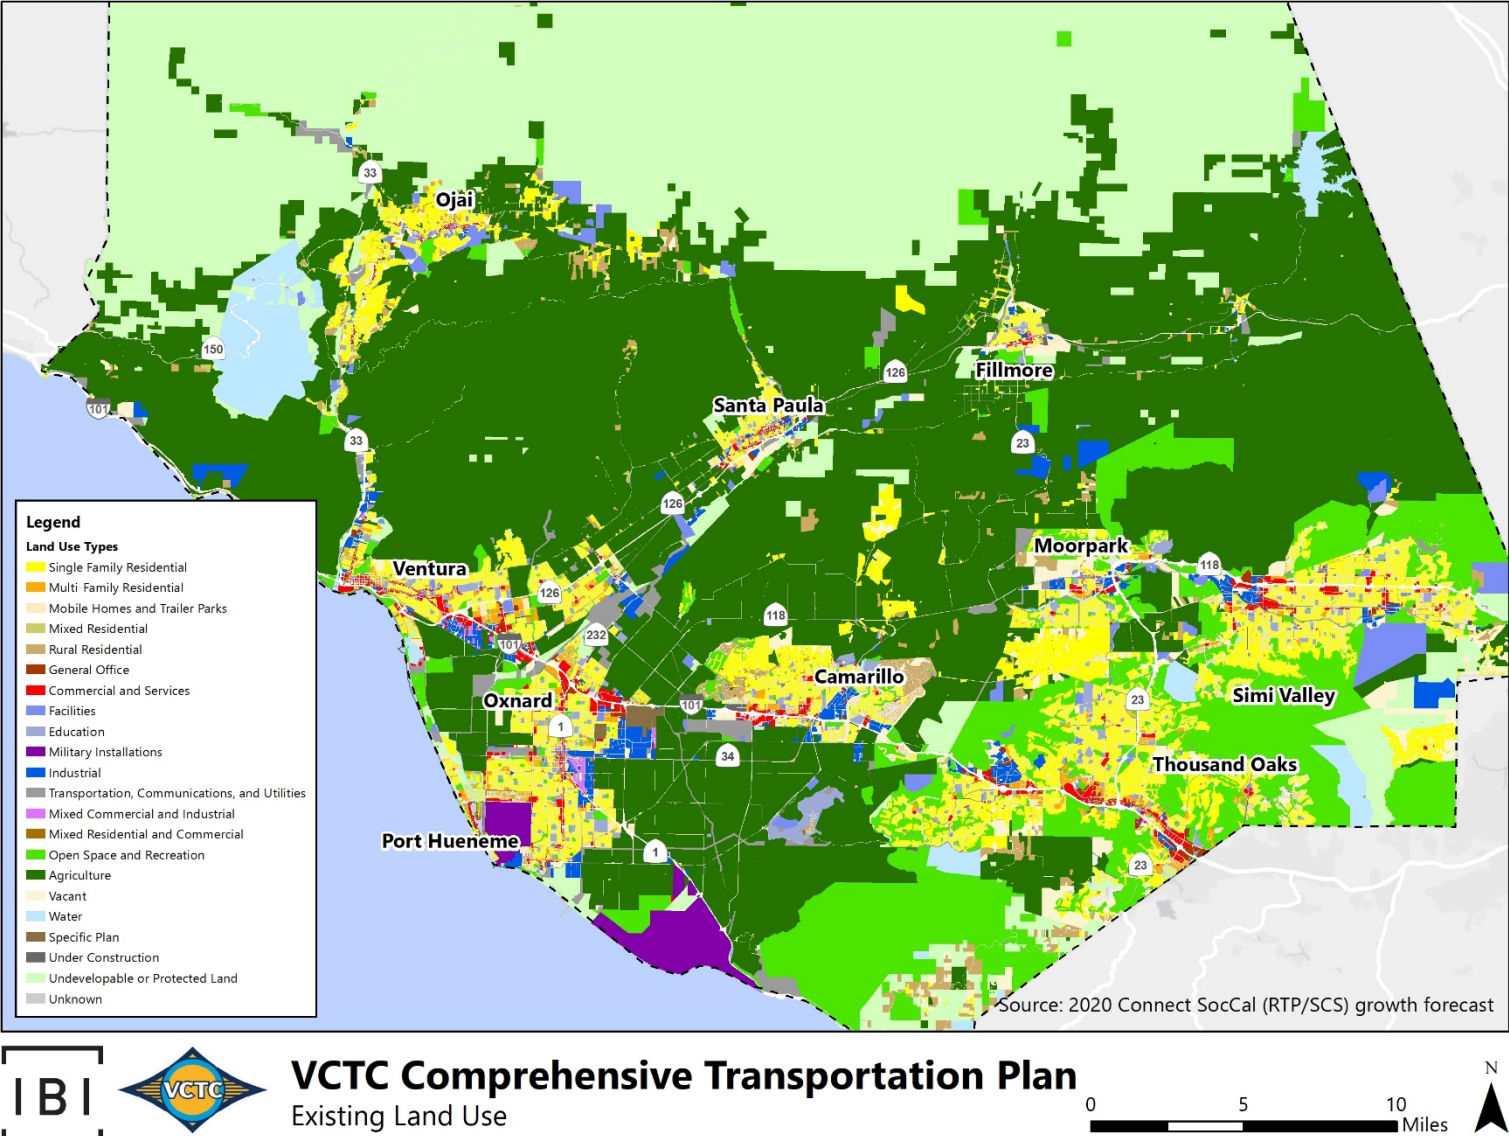 33
Ojai
150
101
33
126
Fillmore
Santa Paula
23
126
Legend
Land Use Types
Single Family Residential
Multi-Family Residential
Mobile Homes and Trailer Parks
Mixed Residential
Rural Residential
General Office
Commercial and Services
Facilities
Education
Military Installations
Industrial
Transportation, Communications, and Utilities
Mixed Commercial and Industrial
Mixed Residential and Commercial
Open Space and Recreation
Agriculture
Vacant
Water
Specific Plan
Under Construction
Undevelopable or Protected Land
Unknown
Moorpark
118
Ventura
126
118
232
101
Camarillo
Oxnard
101
1
23
Simi Valley
34
Thousand Oaks
Port Hueneme
1
23
Source: 2020 Connect SocCal (RTP/SCS) growth forecast
IBI
VCTC
VCTC Comprehensive Transportation Plan
Existing Land Use
0 5 10
Miles
N